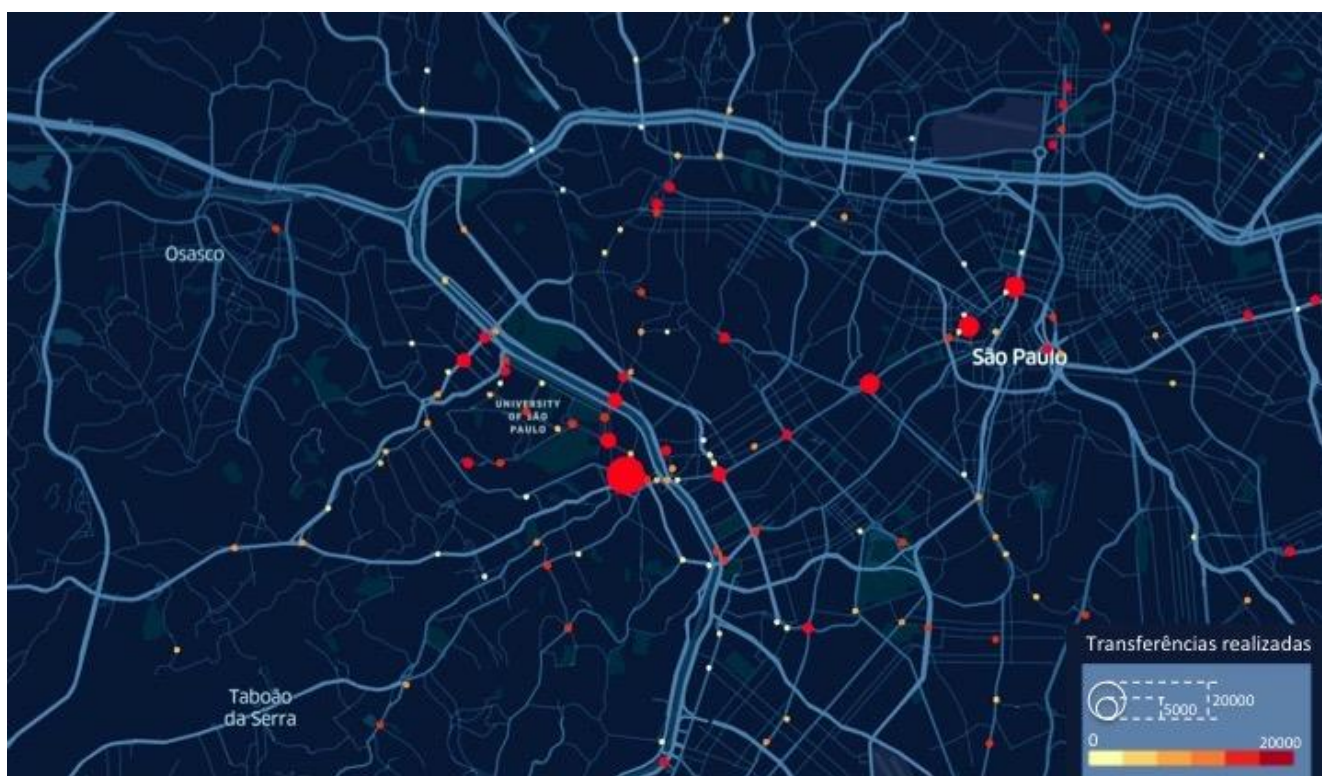 Osasco
São Paulo
UNIVERSITY
OF SÃO
PAULO
Taboão
da Serra
Transferências realizadas
5000
20000
0
20000